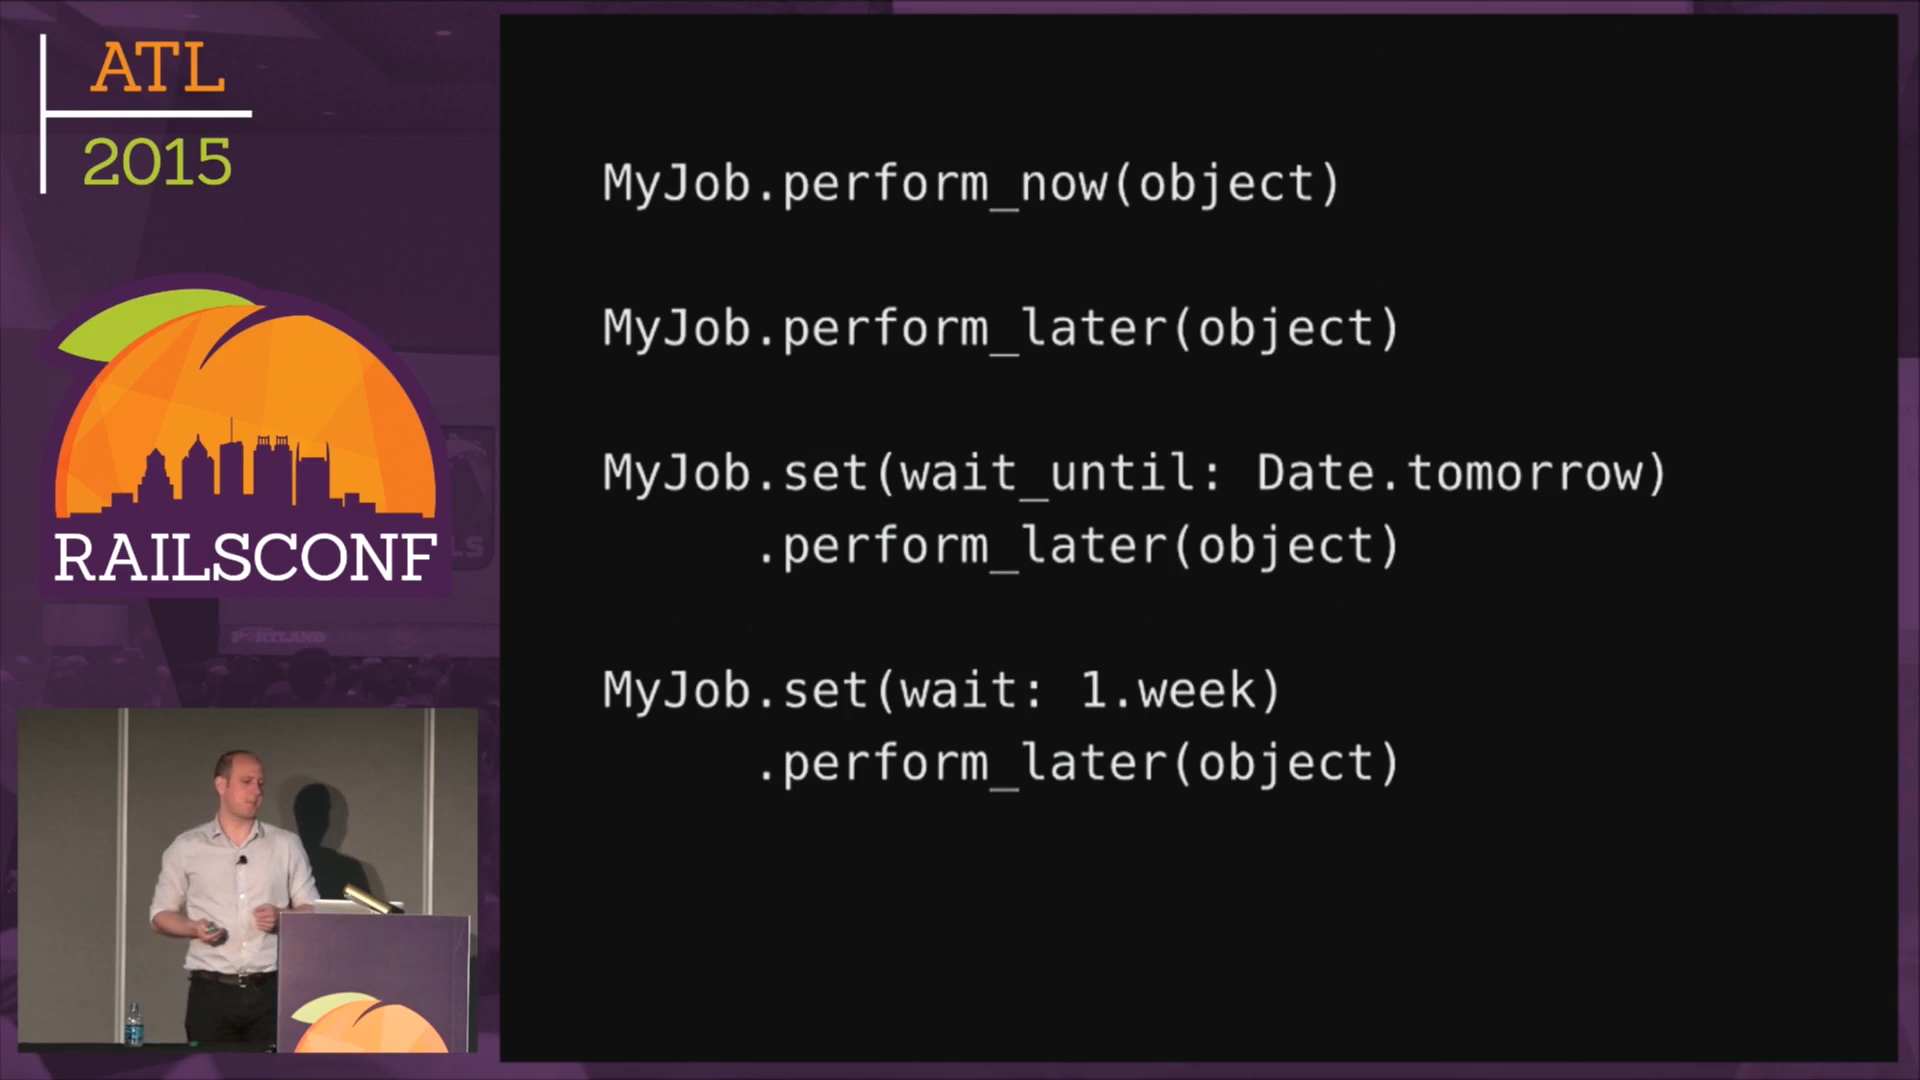 ATL
2015
RAILSCONF
PORTLAND
MyJob.perform_now(object)
MyJob.perform_later(object)
MyJob.set(wait_until: Date.tomorrow)
.perform_later(object)
MyJob.set(wait: 1.week)
.perform_later(object)